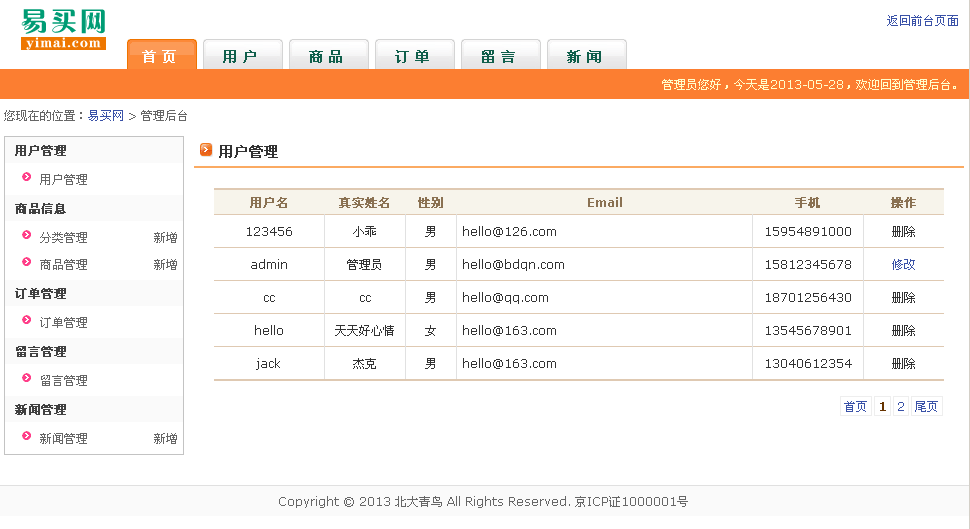 易买网
yimai.com
返回前台页面
首 页 用 户 商 品 订 单 留 言 新 闻
管理员您好，今天是2013-05-28，欢迎回到管理后台。
您现在的位置：易买网 > 管理后台
用户管理
用户管理
商品信息
分类管理 新增
商品管理 新增
订单管理
订单管理
留言管理
留言管理
新闻管理
新闻管理 新增
用户管理
用户名 真实姓名 性别 Email 手机 操作
123456 小乖 男 hello@126.com 15954891000 删除
admin 管理员 男 hello@bdqn.com 15812345678 修改
cc cc 男 hello@qq.com 18701256430 删除
hello 天天好心情 女 hello@163.com 13545678901 删除
jack 杰克 男 hello@163.com 13040612354 删除
首页 1 2 尾页
Copyright © 2013 北大青鸟 All Rights Reserved. 京ICP证1000001号